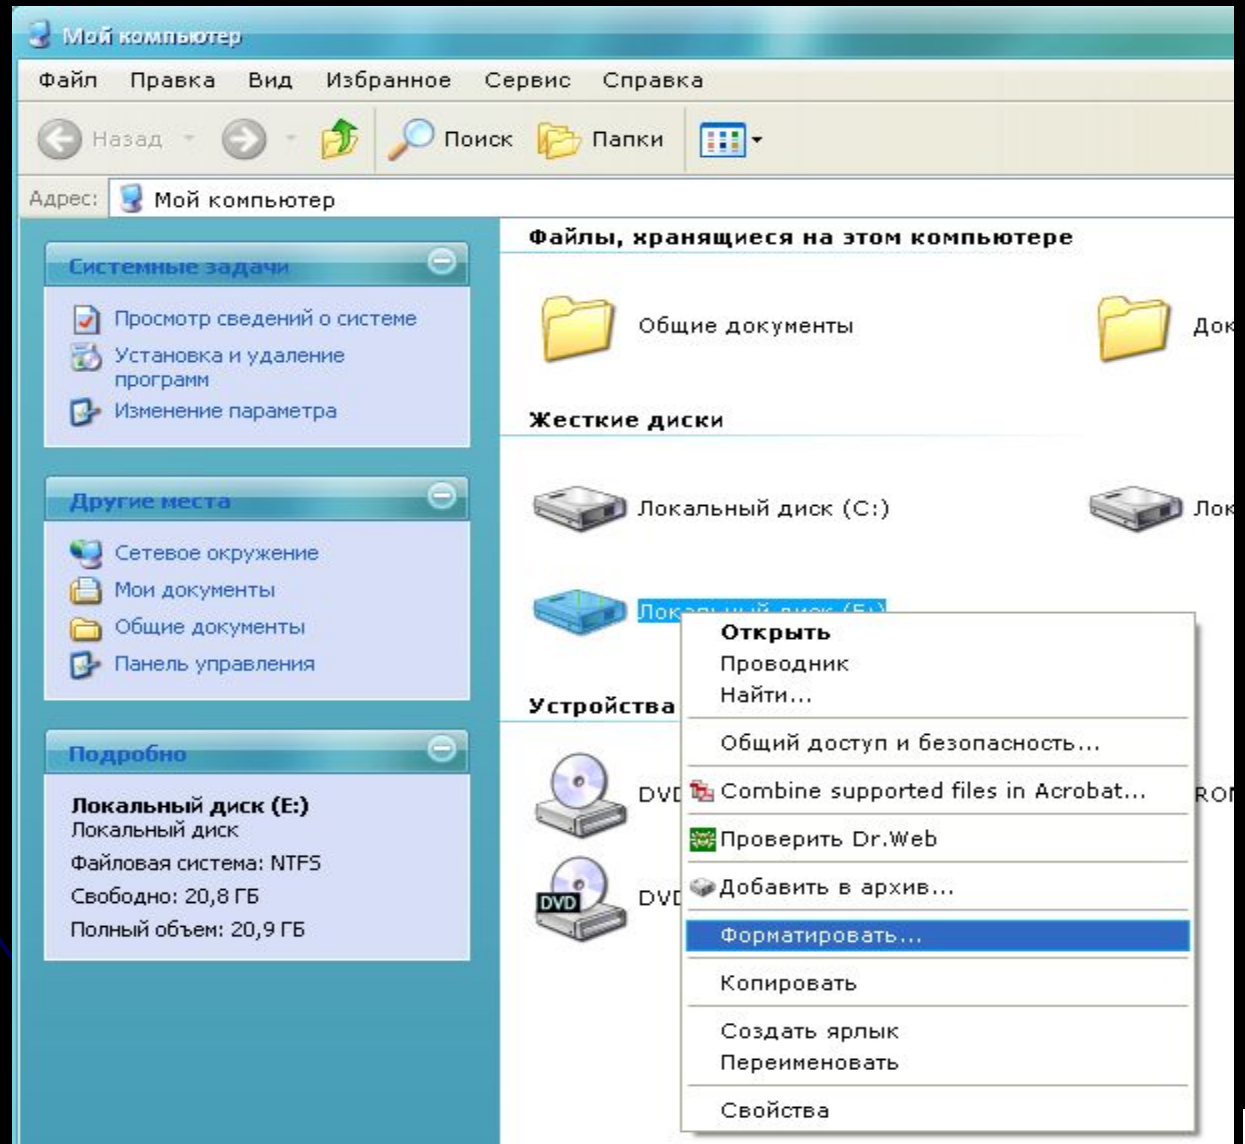 Мой компьютер
Файл Правка Вид Избранное Сервис Справка
Назад Поиск Папки
Адрес: Мой компьютер
Системные задачи
Просмотр сведений о системе
Установка и удаление
программ
Изменение параметра
Другие места
Сетевое окружение
Мои документы
Общие документы
Панель управления
Подробно
Локальный диск (E:)
Локальный диск
Файловая система: NTFS
Свободно: 20,8 ГБ
Полный объем: 20,9 ГБ
Файлы, хранящиеся на этом компьютере
Общие документы
Жесткие диски
Локальный диск (C:)
Локальный диск (E:)
Устройства
DVD
DVD
DVD
Открыть
Проводник
Найти...
Общий доступ и безопасность...
Combine supported files in Acrobat...
Проверить Dr.Web
Добавить в архив...
Форматировать...
Копировать
Создать ярлык
Переименовать
Свойства